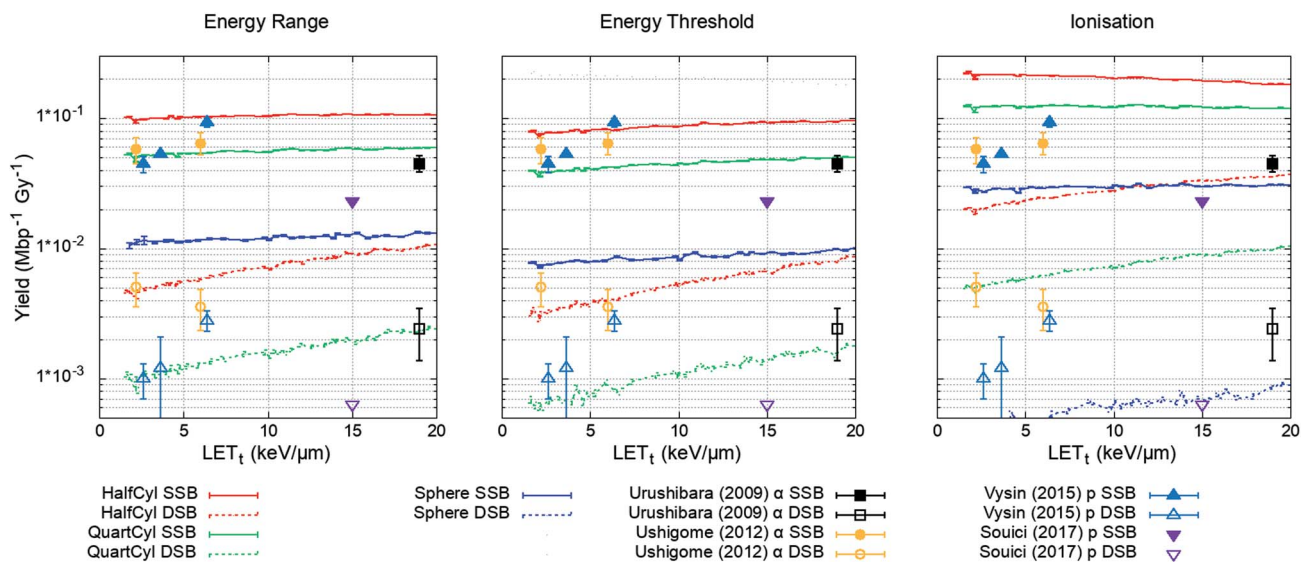 Energy Range
Energy Threshold
Ionisation
Yield (Mbp⁻¹ Gy⁻¹)
1*10⁻¹
1*10⁻²
1*10⁻³
0 5 10 15 20
0 5 10 15 20
0 5 10 15 20
LETₜ (keV/μm)
LETₜ (keV/μm)
LETₜ (keV/μm)
HalfCyl SSB
HalfCyl DSB
QuartCyl SSB
QuartCyl DSB
Sphere SSB
Sphere DSB
Urushibara (2009) α SSB
Urushibara (2009) α DSB
Ushigome (2012) α SSB
Ushigome (2012) α DSB
Vysin (2015) p SSB
Vysin (2015) p DSB
Souici (2017) p SSB
Souici (2017) p DSB